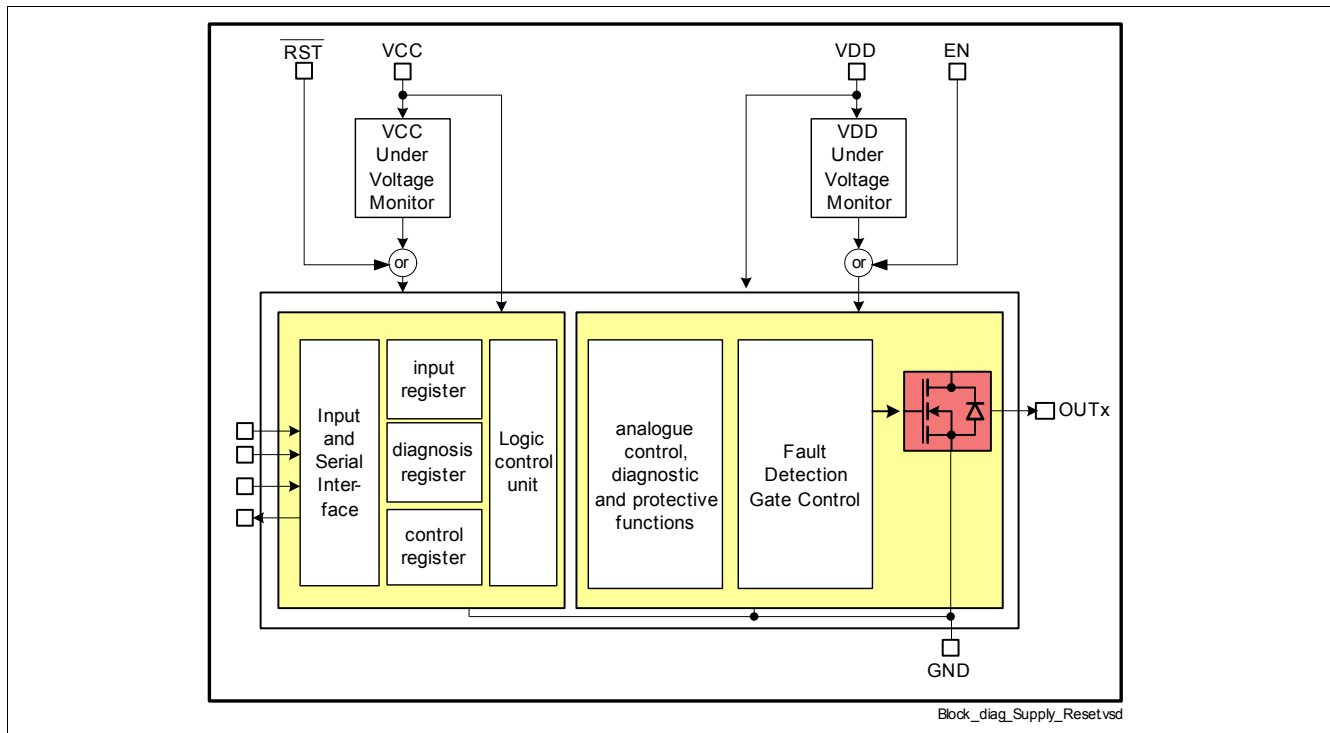 RST
VCC
VDD
EN
VCC
Under
Voltage
Monitor
VDD
Under
Voltage
Monitor
or
or
Input
and
Serial
Inter-
face
input
register
diagnosis
register
control
register
Logic
control
unit
analogue
control,
diagnostic
and protective
functions
Fault
Detection
Gate Control
OUTx
GND
Block_diag_Supply_Reset.vsd